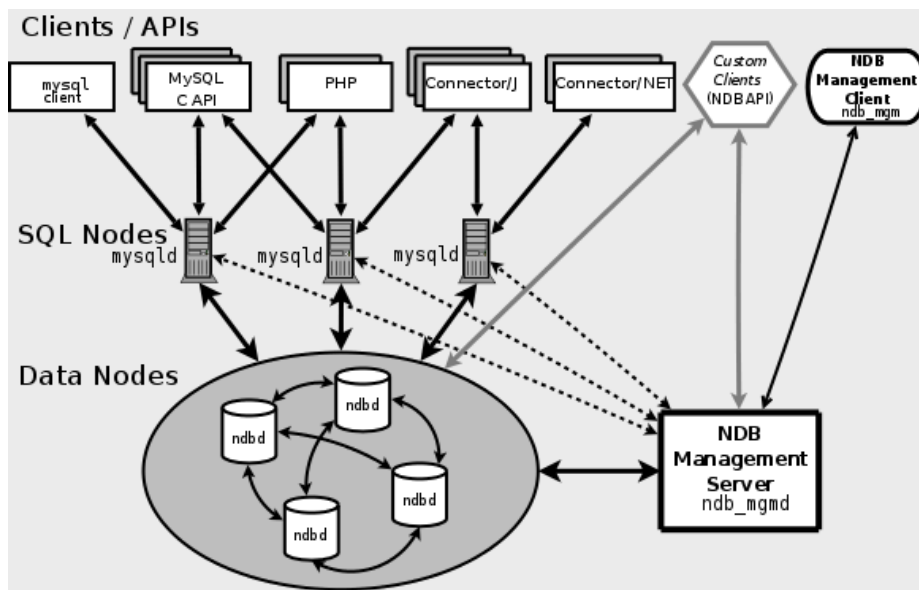 Clients / APIs
mysql
client
MySQL
C API
PHP
Connector/J
Connector/NET
Custom
Clients
(NDBAPI)
NDB
Management
Client
ndb_mgm
SQL Nodes
mysqld
mysqld
mysqld
Data Nodes
ndbd
ndbd
ndbd
ndbd
NDB
Management
Server
ndb_mgmd